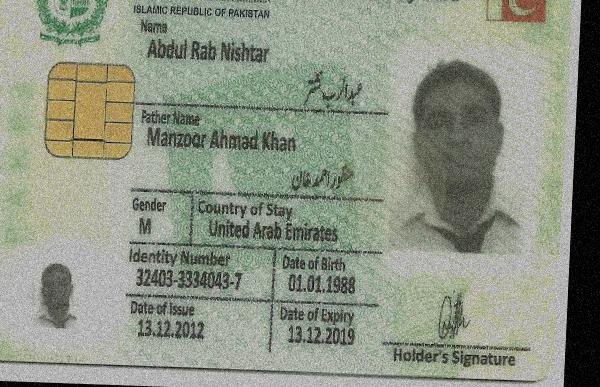 ISLAMIC REPUBLIC OF PAKISTAN
Name
Abdul Rab Nishtar
عبدالرب نشتر
Father Name
Manzoor Ahmad Khan
منظور احمد خان
Gender
M
Country of Stay
United Arab Emirates
Identity Number
32403-3334043-7
Date of Birth
01.01.1988
Date of Issue
13.12.2012
Date of Expiry
13.12.2019
Holder's Signature